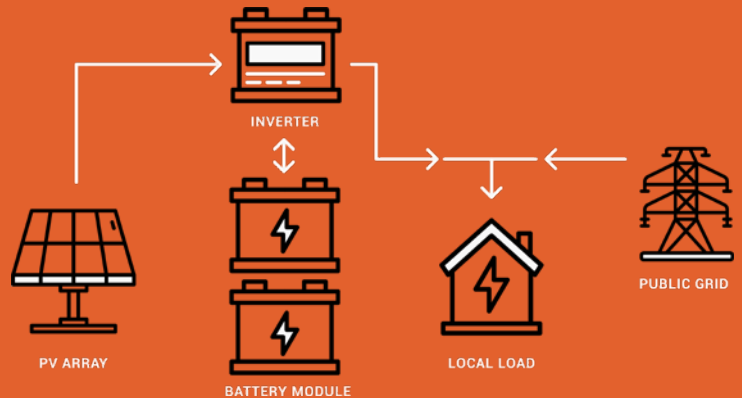 INVERTER
PUBLIC GRID
PV ARRAY
LOCAL LOAD
BATTERY MODULE